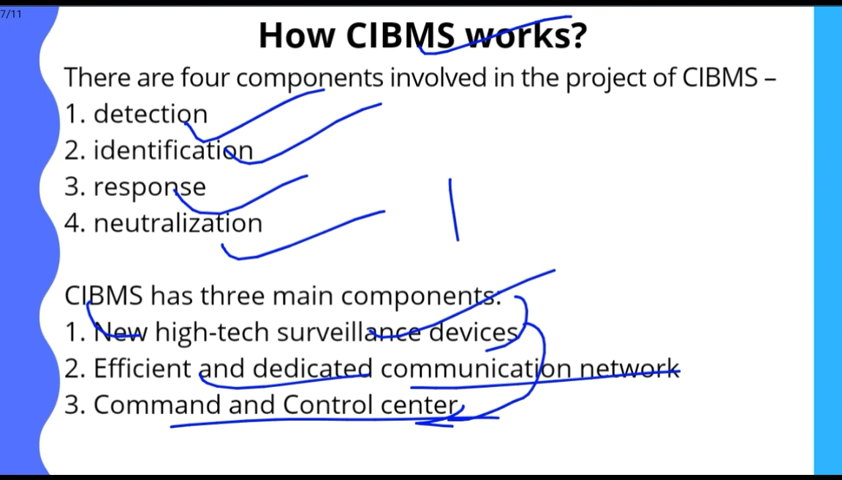 7/11
How CIBMS works?
There are four components involved in the project of CIBMS –
1. detection
2. identification
3. response
4. neutralization
CIBMS has three main components:
1. New high-tech surveillance devices
2. Efficient and dedicated communication network
3. Command and Control center